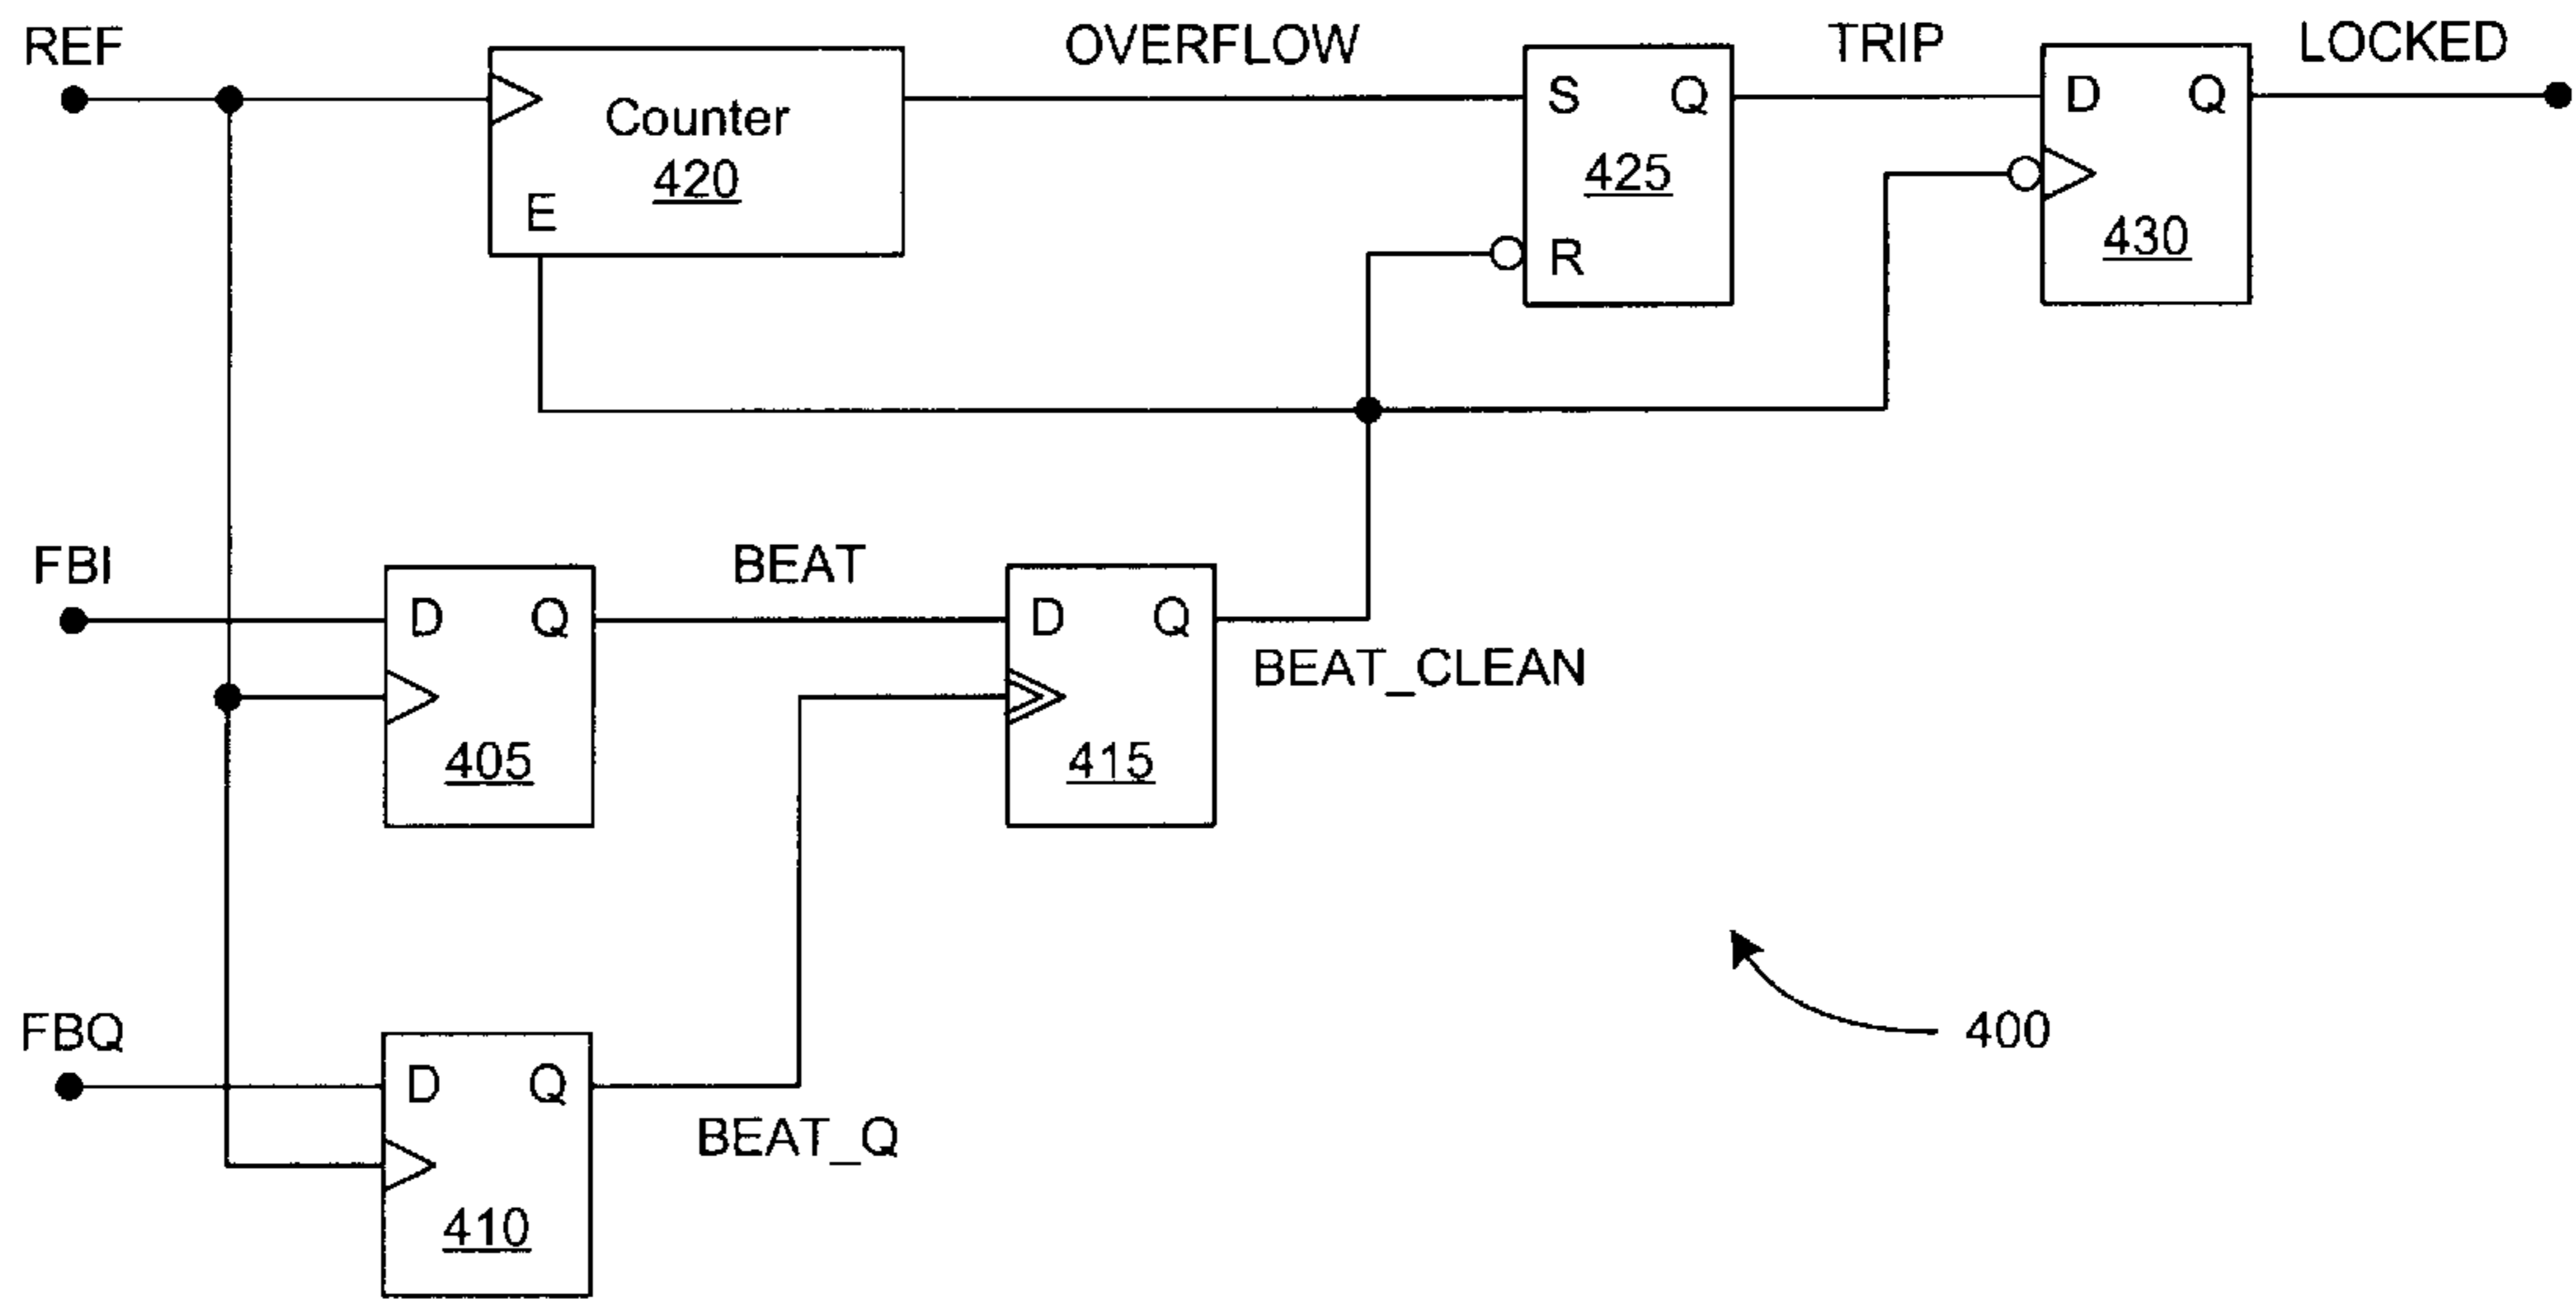 REF
OVERFLOW
TRIP
LOCKED
Counter
420
E
S
Q
425
R
D
Q
430
FBI
BEAT
D
Q
405
D
Q
415
BEAT_CLEAN
FBQ
D
Q
410
BEAT_Q
400